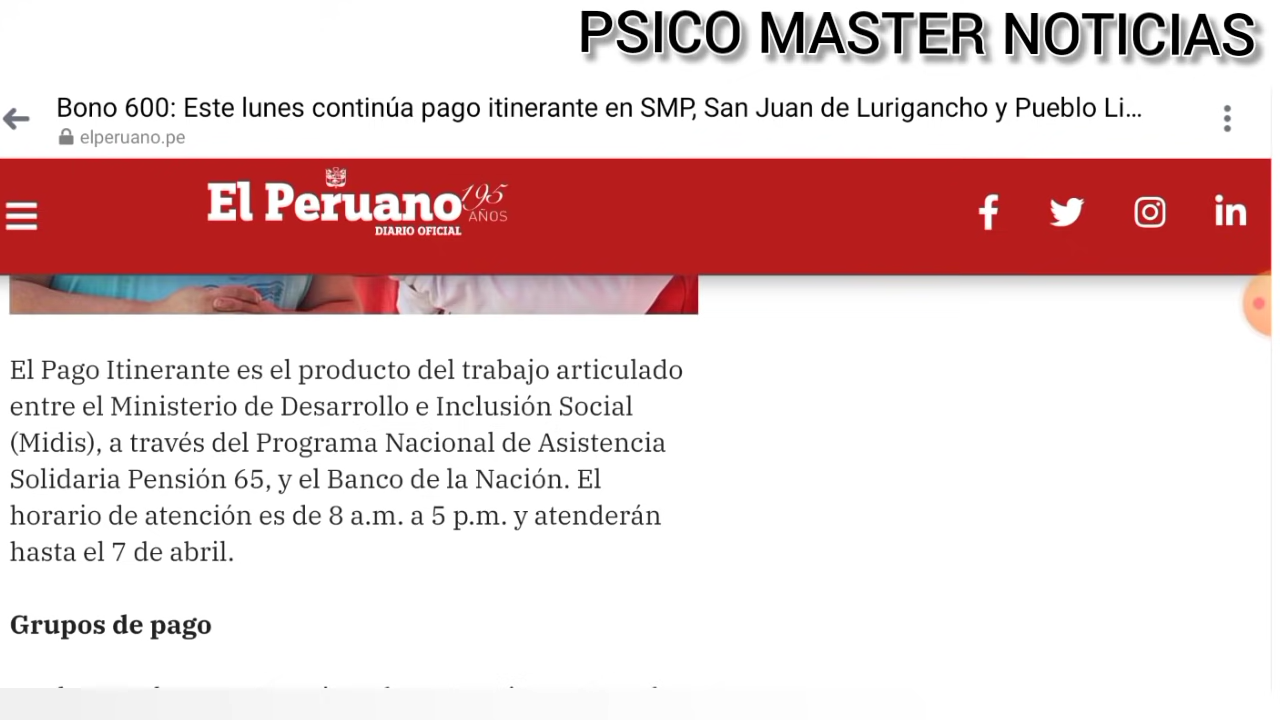 PSICO MASTER NOTICIAS
Bono 600: Este lunes continúa pago itinerante en SMP, San Juan de Lurigancho y Pueblo Li...
elperuano.pe
El Peruano 195 AÑOS
DIARIO OFICIAL
El Pago Itinerante es el producto del trabajo articulado
entre el Ministerio de Desarrollo e Inclusión Social
(Midis), a través del Programa Nacional de Asistencia
Solidaria Pensión 65, y el Banco de la Nación. El
horario de atención es de 8 a.m. a 5 p.m. y atenderán
hasta el 7 de abril.
Grupos de pago